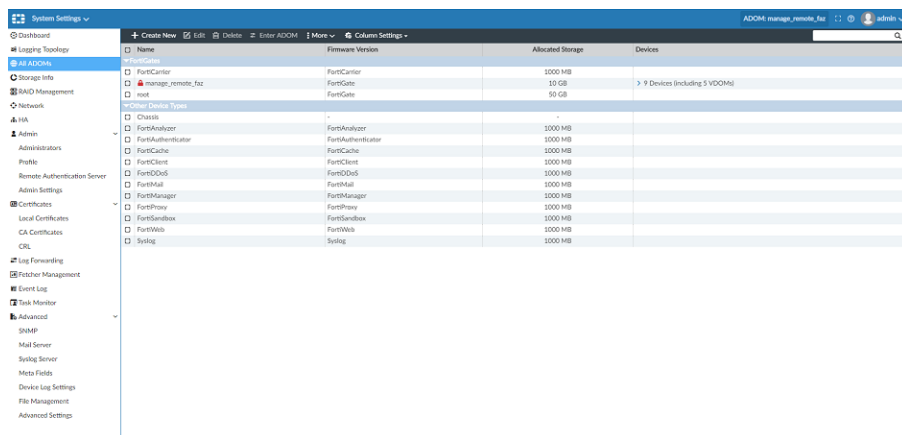 System Settings
ADOM: manage_remote_faz
admin
Dashboard
Logging Topology
All ADOMs
Storage Info
RAID Management
Network
HA
Admin
Administrators
Profile
Remote Authentication Server
Admin Settings
Certificates
Local Certificates
CA Certificates
CRL
Log Forwarding
Fetcher Management
Event Log
Task Monitor
Advanced
SNMP
Mail Server
Syslog Server
Meta Fields
Device Log Settings
File Management
Advanced Settings
Create New Edit Delete Enter ADOM More Column Settings
Name Firmware Version Allocated Storage Devices
FortiGates
FortiCarrier FortiCarrier 1000 MB
manage_remote_faz FortiGate 10 GB > 9 Devices (including 5 VDOMs)
root FortiGate 50 GB
Other Device Types
Chassis - -
FortiAnalyzer FortiAnalyzer 1000 MB
FortiAuthenticator FortiAuthenticator 1000 MB
FortiCache FortiCache 1000 MB
FortiClient FortiClient 1000 MB
FortiDDoS FortiDDoS 1000 MB
FortiMail FortiMail 1000 MB
FortiManager FortiManager 1000 MB
FortiProxy FortiProxy 1000 MB
FortiSandbox FortiSandbox 1000 MB
FortiWeb FortiWeb 1000 MB
Syslog Syslog 1000 MB